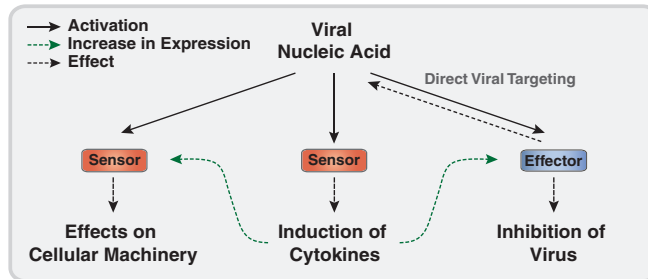 Activation
Increase in Expression
Effect
Viral
Nucleic Acid
Direct Viral Targeting
Sensor
Sensor
Effector
Effects on
Cellular Machinery
Induction of
Cytokines
Inhibition of
Virus